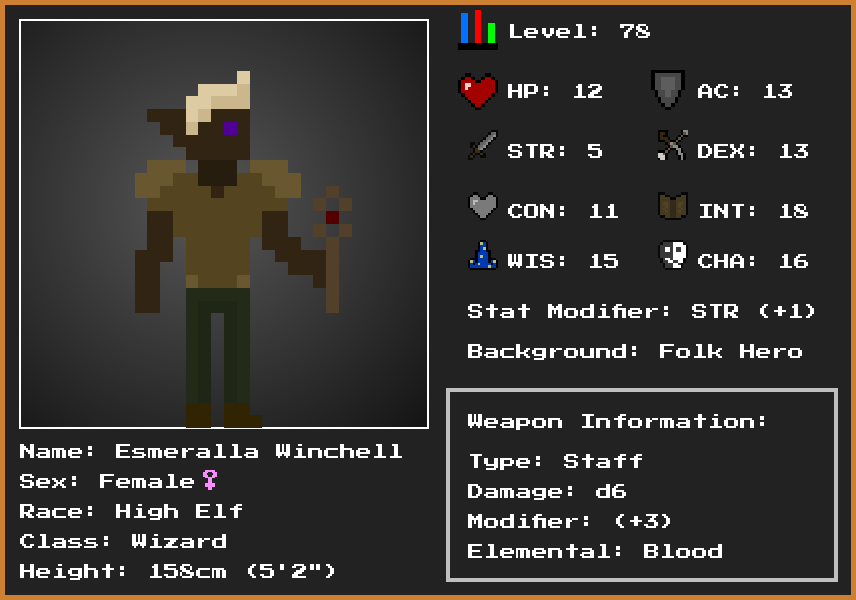 Level: 78
HP: 12 AC: 13
STR: 5 DEX: 13
CON: 11 INT: 18
WIS: 15 CHA: 16
Stat Modifier: STR (+1)
Background: Folk Hero
Weapon Information:
Type: Staff
Damage: d6
Modifier: (+3)
Elemental: Blood
Name: Esmeralla Winchell
Sex: Female♀
Race: High Elf
Class: Wizard
Height: 158cm (5'2")